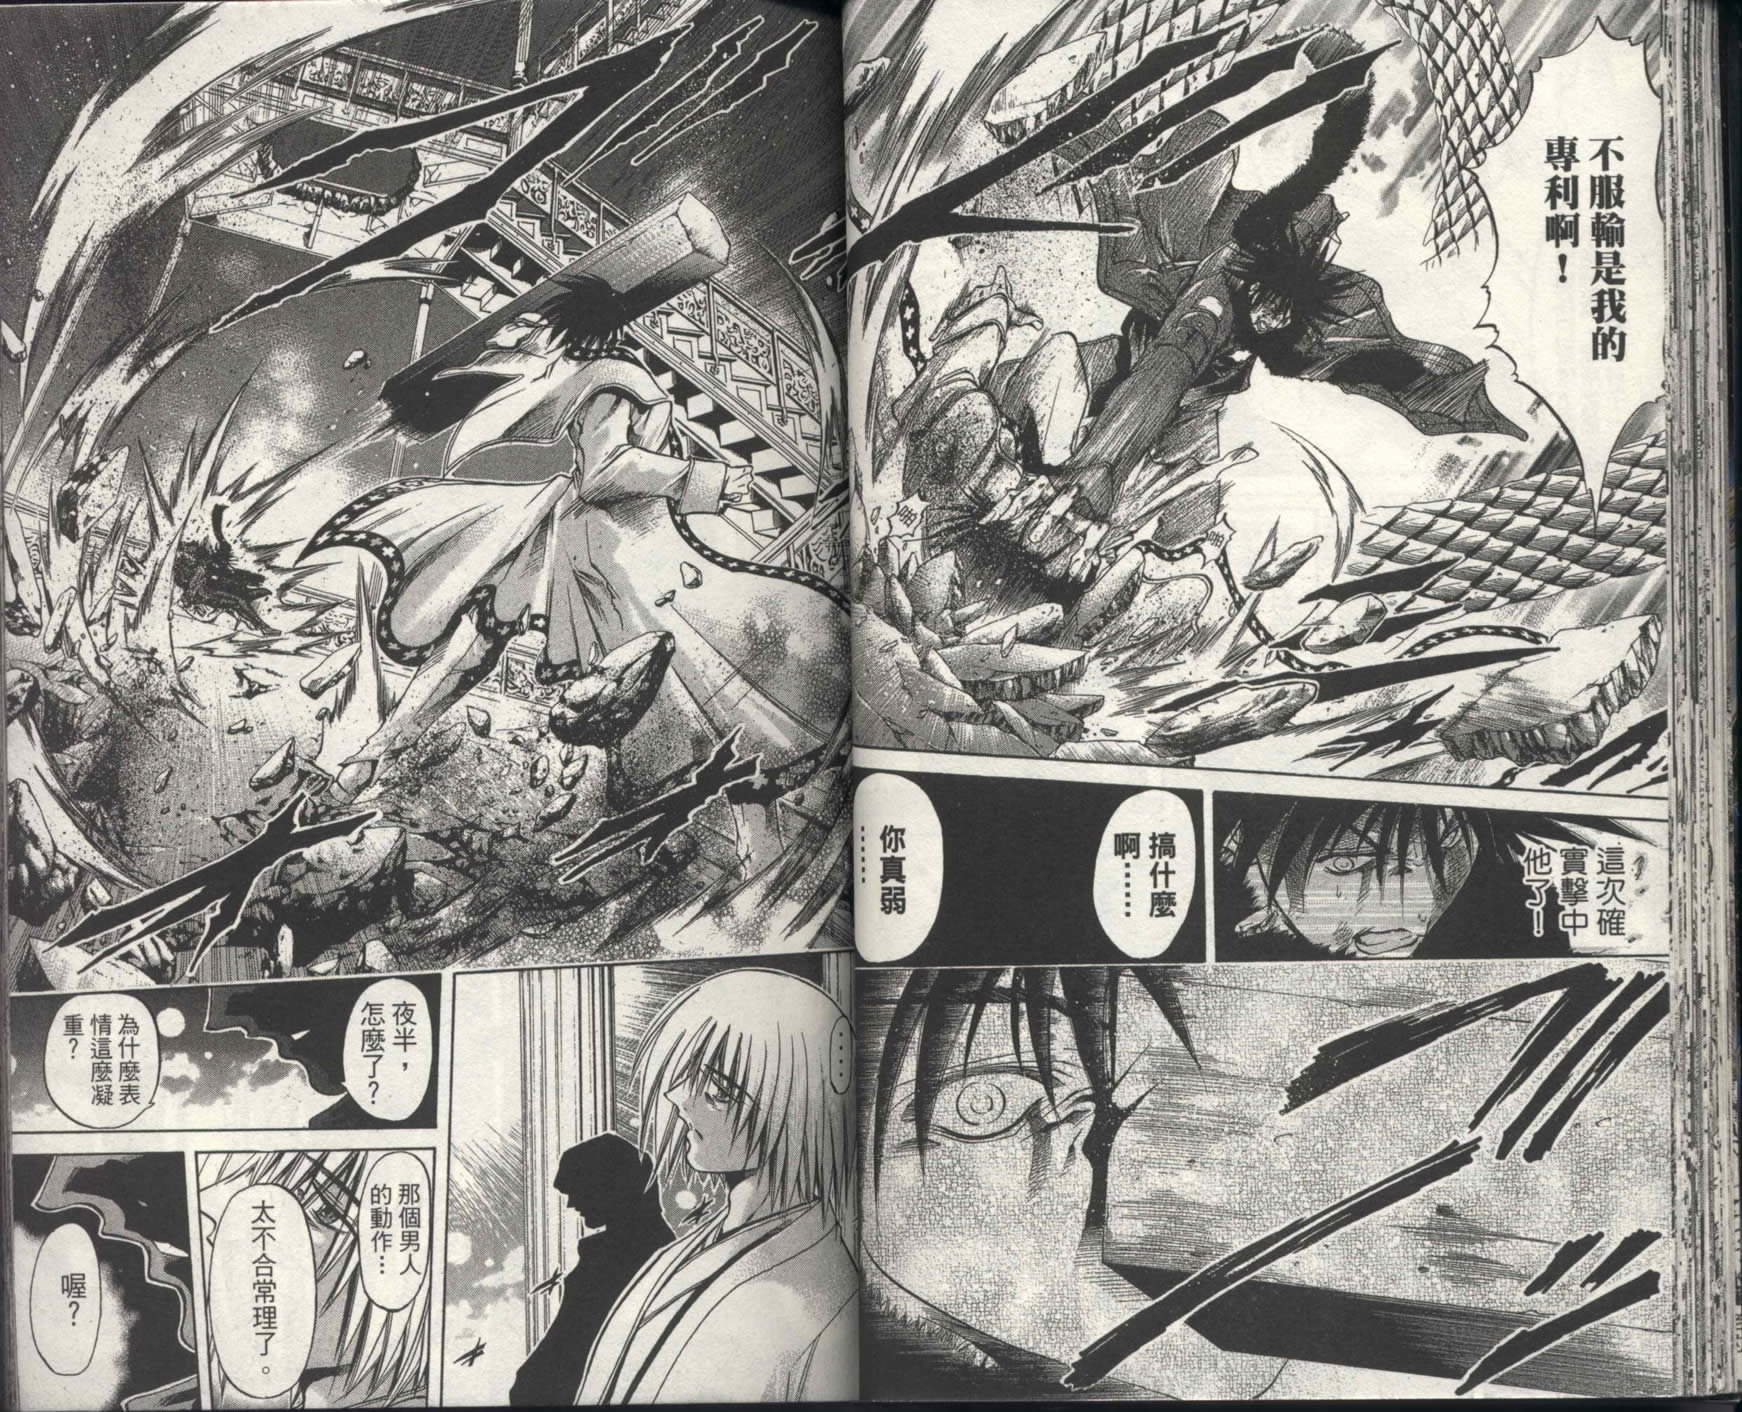 不服輸是我的
專利啊！
這次確
實擊中
他了！
搞什麼
啊……
你真弱
……
……
夜半，
怎麼了？
為什麼表
情這麼凝
重？
那個男人
的動作…
太不合常理了。
喔？